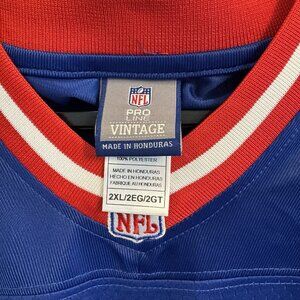 NFL
PRO
LINE
VINTAGE
MADE IN HONDURAS
100% POLYESTER
MADE IN HONDURAS
HECHO EN HONDURAS
FABRIQUE AU HONDURAS
2XL/2EG/2GT
NFL